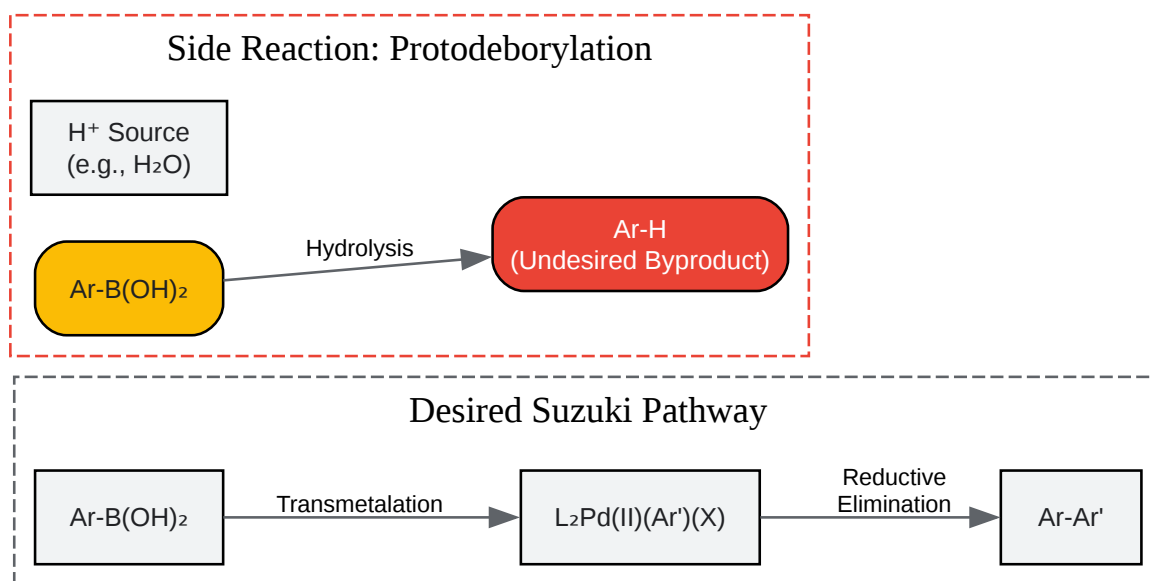 Side Reaction: Protodeborylation
H⁺ Source
(e.g., H₂O)
Ar-B(OH)₂
Hydrolysis
Ar-H
(Undesired Byproduct)
Desired Suzuki Pathway
Ar-B(OH)₂
Transmetalation
L₂Pd(II)(Ar')(X)
Reductive
Elimination
Ar-Ar'